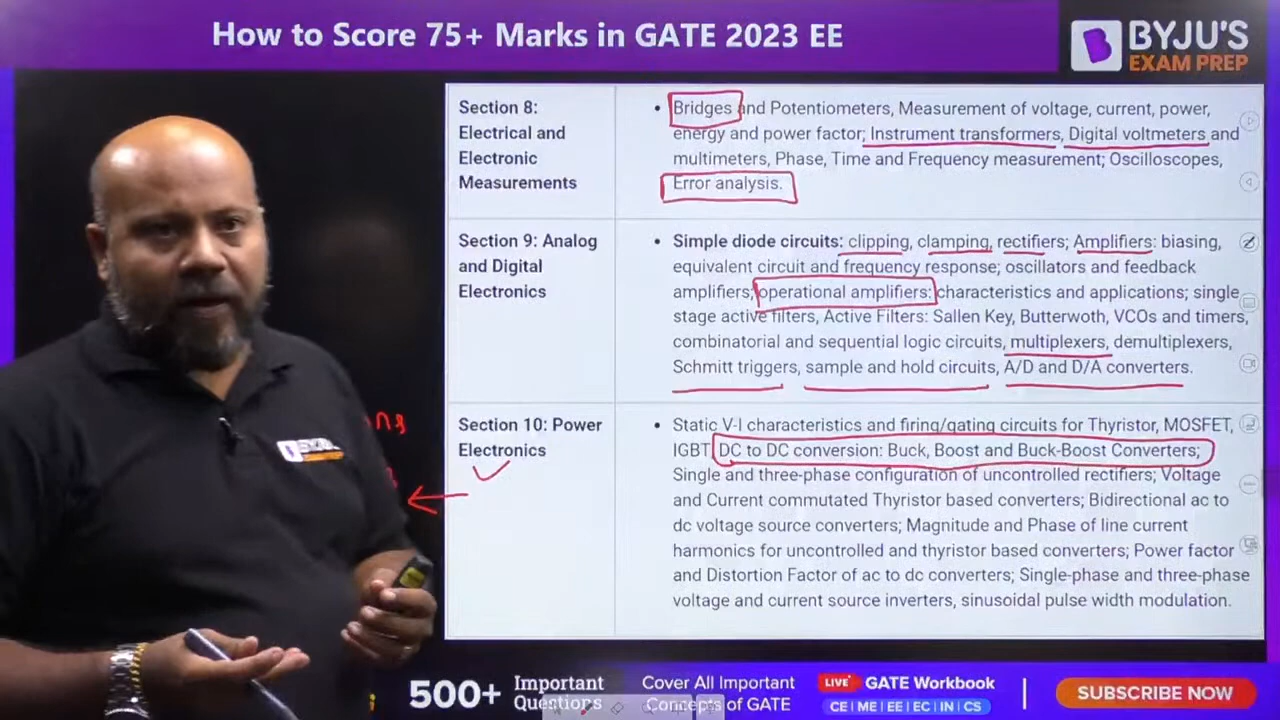 How to Score 75+ Marks in GATE 2023 EE
BYJU'S
EXAM PREP
Section 8:
Electrical and
Electronic
Measurements
• Bridges and Potentiometers, Measurement of voltage, current, power,
energy and power factor; Instrument transformers, Digital voltmeters and
multimeters, Phase, Time and Frequency measurement; Oscilloscopes,
Error analysis.
Section 9: Analog
and Digital
Electronics
• Simple diode circuits: clipping, clamping, rectifiers; Amplifiers: biasing,
equivalent circuit and frequency response; oscillators and feedback
amplifiers; operational amplifiers: characteristics and applications; single
stage active filters, Active Filters: Sallen Key, Butterwoth, VCOs and timers,
combinatorial and sequential logic circuits, multiplexers, demultiplexers,
Schmitt triggers, sample and hold circuits, A/D and D/A converters.
Section 10: Power
Electronics
• Static V-I characteristics and firing/gating circuits for Thyristor, MOSFET,
IGBT DC to DC conversion: Buck, Boost and Buck-Boost Converters;
Single and three-phase configuration of uncontrolled rectifiers; Voltage
and Current commutated Thyristor based converters; Bidirectional ac to
dc voltage source converters; Magnitude and Phase of line current
harmonics for uncontrolled and thyristor based converters; Power factor
and Distortion Factor of ac to dc converters; Single-phase and three-phase
voltage and current source inverters, sinusoidal pulse width modulation.
500+ Important
Questions
Cover All Important
Concepts of GATE
LIVE GATE Workbook
CE | ME | EE | EC | IN | CS
SUBSCRIBE NOW